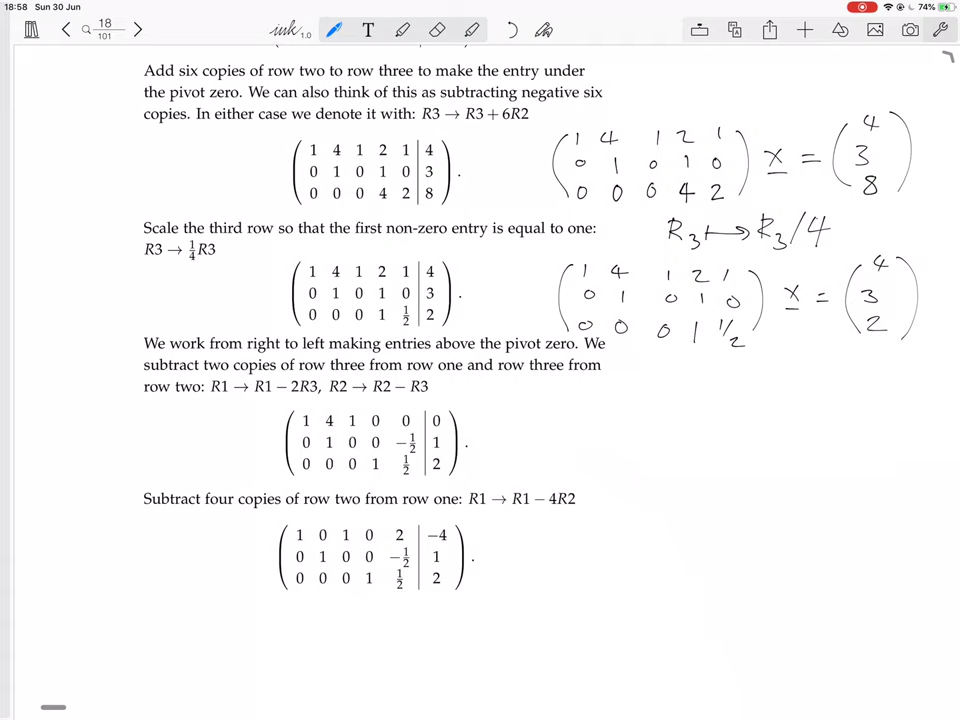 18:58 Sun 30 Jun 74%
18
101
ink 1.0 T
Add six copies of row two to row three to make the entry under
the pivot zero. We can also think of this as subtracting negative six
copies. In either case we denote it with: R3 → R3 + 6R2
1 4 1 2 1 | 4
0 1 0 1 0 | 3
0 0 0 4 2 | 8 .
Scale the third row so that the first non-zero entry is equal to one:
R3 → 1/4 R3
1 4 1 2 1 | 4
0 1 0 1 0 | 3
0 0 0 1 1/2 | 2 .
We work from right to left making entries above the pivot zero. We
subtract two copies of row three from row one and row three from
row two: R1 → R1 − 2R3, R2 → R2 − R3
1 4 1 0 0 | 0
0 1 0 0 −1/2 | 1
0 0 0 1 1/2 | 2 .
Subtract four copies of row two from row one: R1 → R1 − 4R2
1 0 1 0 2 | −4
0 1 0 0 −1/2 | 1
0 0 0 1 1/2 | 2 .
1 4 1 2 1 4
0 1 0 1 0 x = 3
0 0 0 4 2 8
R3 ↦ R3/4
1 4 1 2 1 4
0 1 0 1 0 x = 3
0 0 0 1 1/2 2